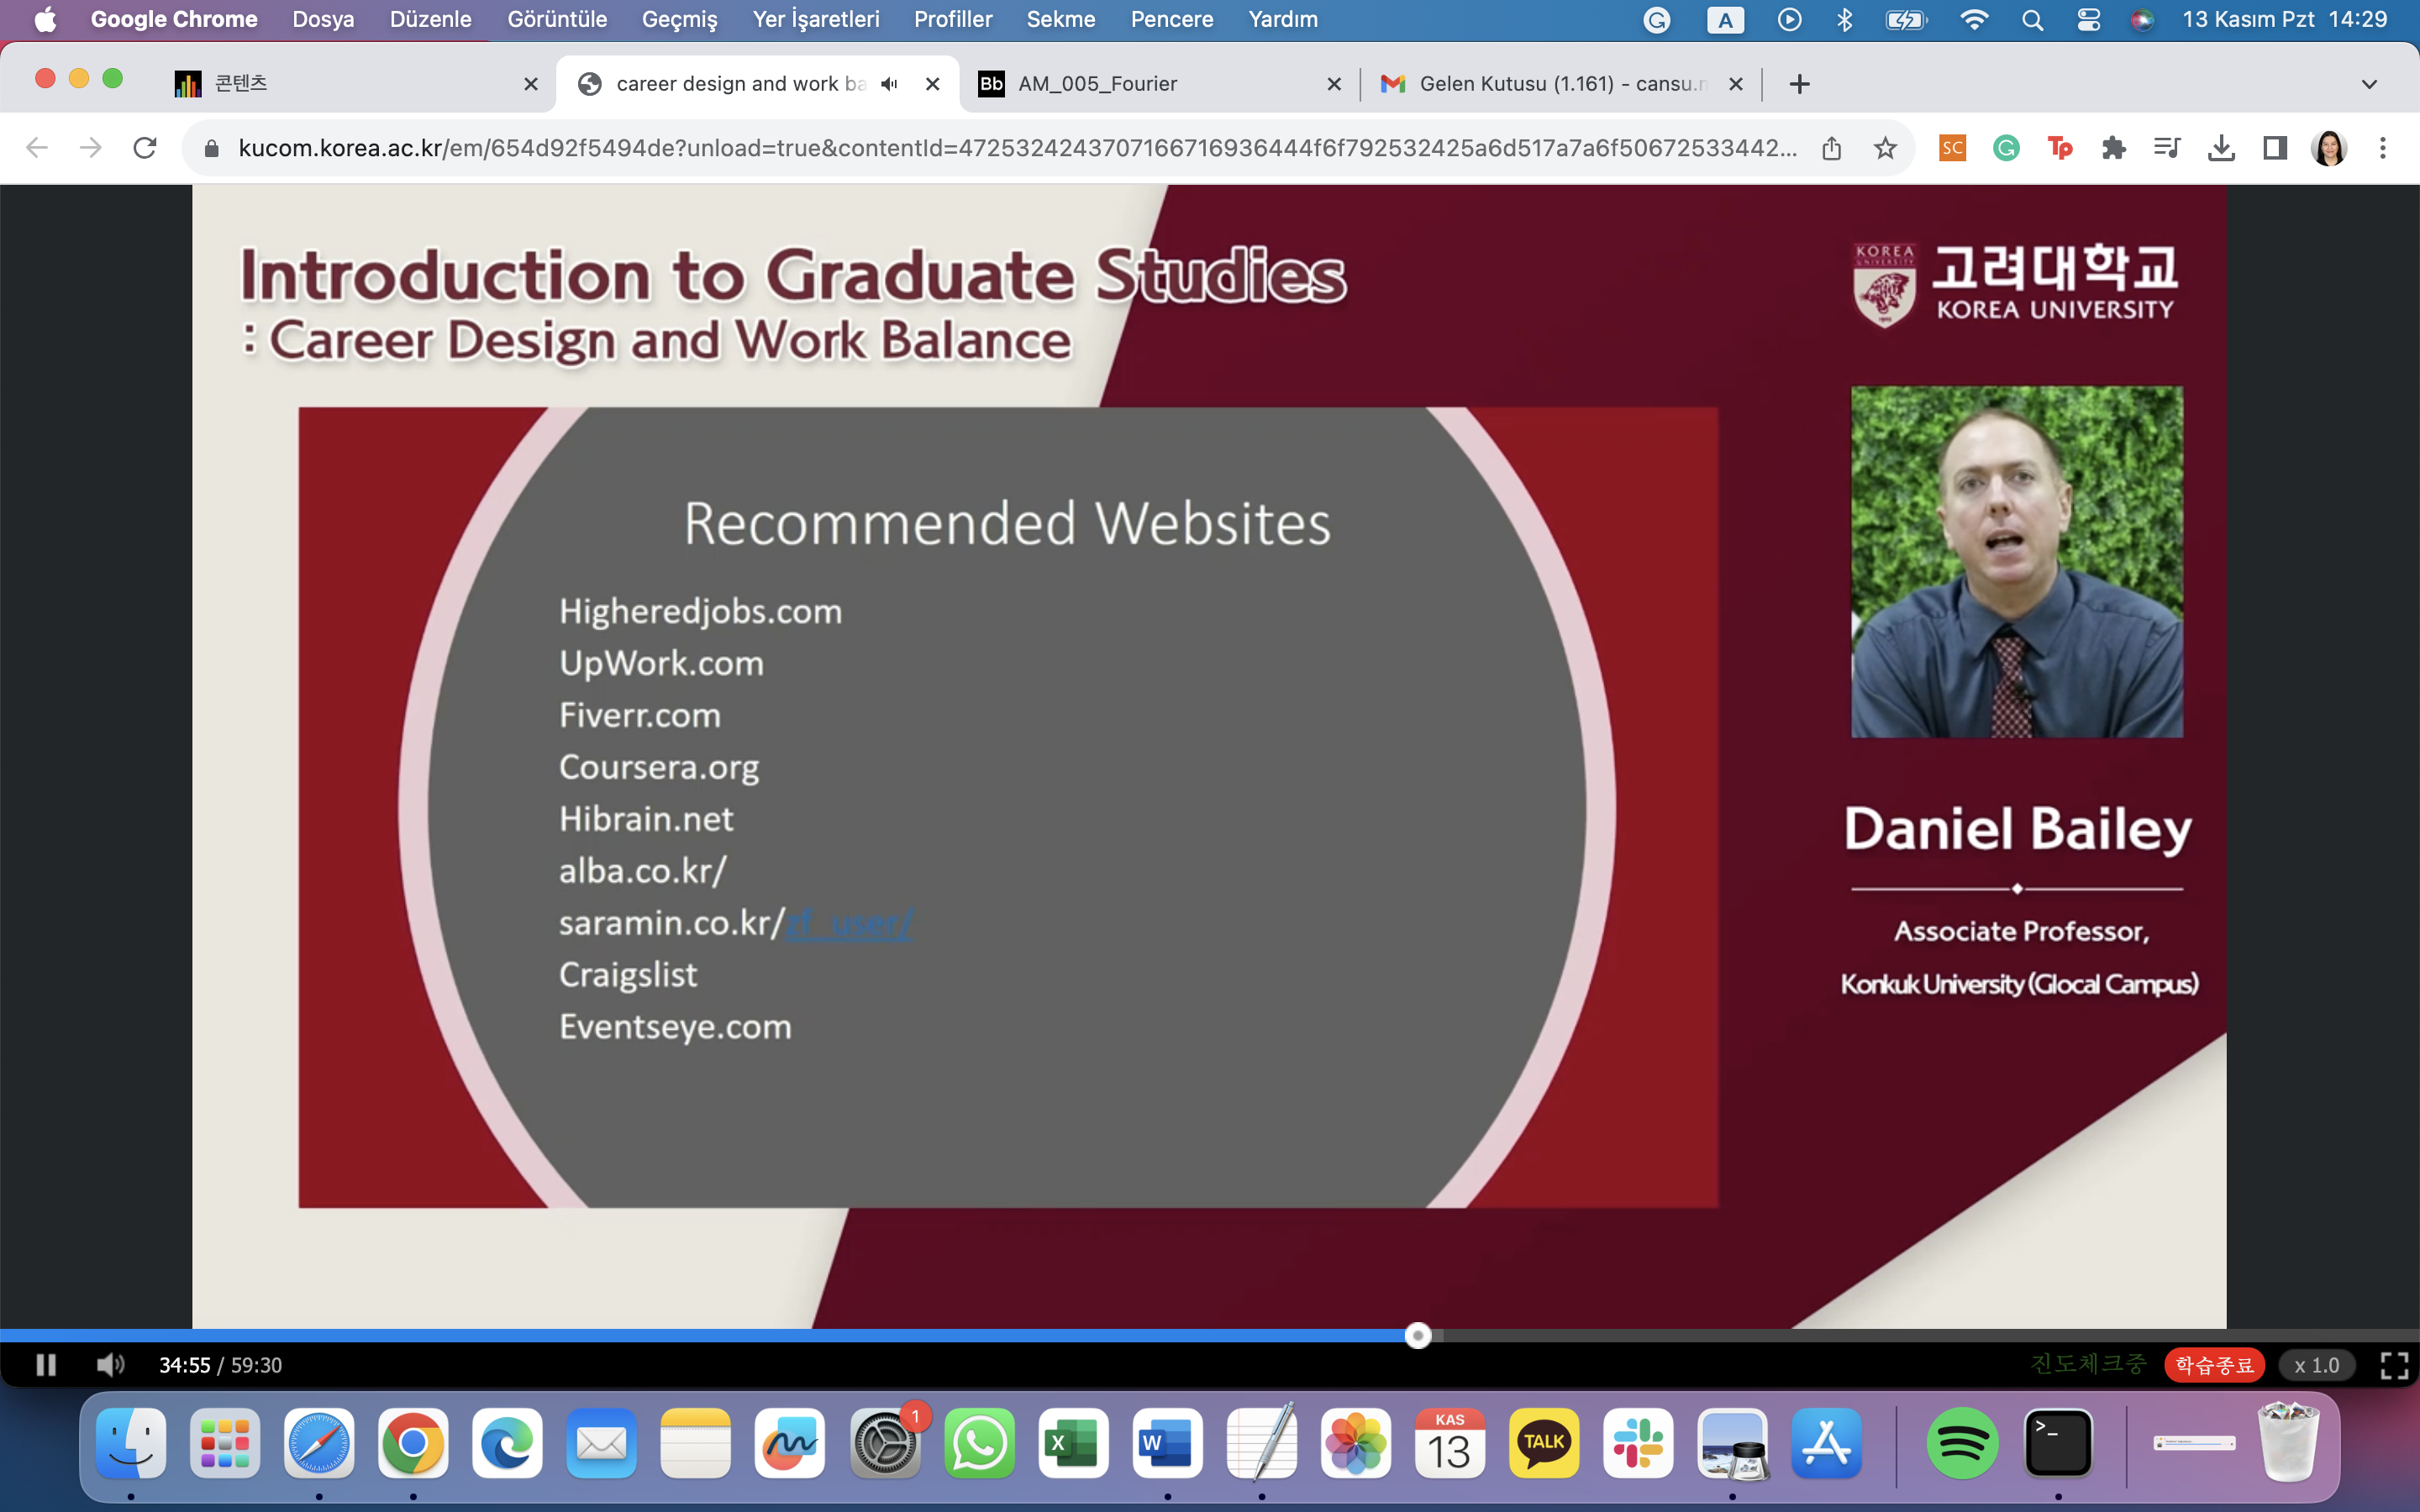 Google Chrome Dosya Düzenle Görüntüle Geçmiş Yer İşaretleri Profiller Sekme Pencere Yardım A 13 Kasım Pzt 14:29
콘텐츠
career design and work ba
Bb AM_005_Fourier
Gelen Kutusu (1.161) - cansu.n
kucom.korea.ac.kr/em/654d92f5494de?unload=true&contentId=4725324243707166716936444f6f792532425a6d517a7a6f50672533442...
SC
Tp
Introduction to Graduate Studies
: Career Design and Work Balance
KOREA
UNIVERSITY
고려대학교
KOREA UNIVERSITY
Recommended Websites
Higheredjobs.com
UpWork.com
Fiverr.com
Coursera.org
Hibrain.net
alba.co.kr/
saramin.co.kr/zf_user/
Craigslist
Eventseye.com
Daniel Bailey
Associate Professor,
Konkuk University (Glocal Campus)
34:55 / 59:30
진도체크중 학습종료 x 1.0
1
X
W
KAS
13
TALK
>_